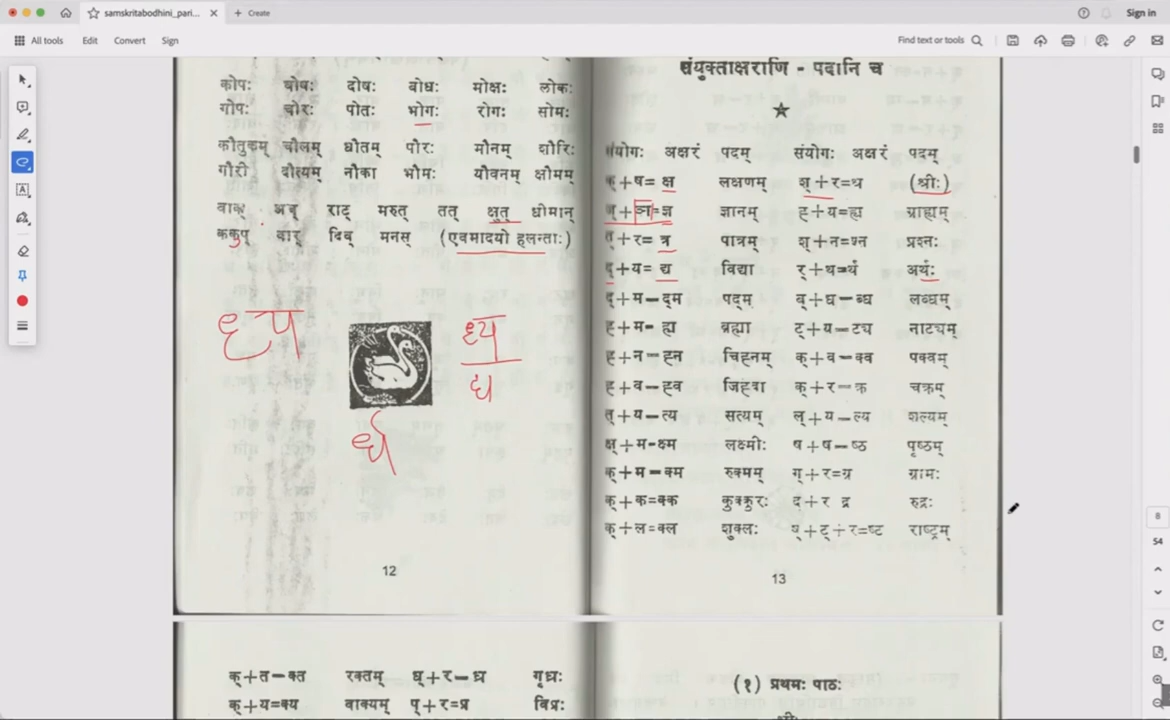 samskritabodhini_pari...
+ Create
Sign in
All tools Edit Convert Sign
Find text or tools
कोपः घोषः दोषः बोधः मोक्षः लोकः
गोपः चोरः पोतः भोगः रोगः सोमः
कौतुकम् चौलम् धौतम् पौरः मौनम् शौरिः
गौरी दौत्यम् नौका भौमः यौवनम् क्षौमम्
वाक् अच् राट् मरुत् तत् क्षुत् धीमान्
ककुप् वार् दिव् मनस् (एवमादयो हलन्ताः)
ध्य
12
संयुक्ताक्षराणि - पदानि च
संयोगः अक्षरं पदम् संयोगः अक्षरं पदम्
क्+ष= क्ष लक्षणम् श्+र=श्र (श्रीः)
ज्+ञ=ज्ञ ज्ञानम् ह्+य=ह्य ग्राह्यम्
त्+र= त्र पात्रम् श्+न=श्न प्रश्नः
द्+य= द्य विद्या र्+थ=र्थ अर्थः
द्+म—द्म पद्मम् ब्+ध—ब्ध लब्धम्
ह्+म- ह्म ब्रह्मा ट्+य—ट्य नाट्यम्
ह्+न—ह्न चिह्नम् क्+व—क्व पक्वम्
ह्+व—ह्व जिह्वा क्+र—क्र चक्रम्
त्+य—त्य सत्यम् ल्+य—ल्य शल्यम्
क्ष्+म-क्ष्म लक्ष्मीः ष+ठ—ष्ठ पृष्ठम्
क्+म—क्म रुक्मम् ग्+र=ग्र ग्रामः
क्+क=क्क कुक्कुरः द+र द्र रुद्रः
क्+ल=क्ल शुक्लः ष्+ट्+र=ष्ट राष्ट्रम्
13
8
54
क्+त—क्त रक्तम् ध्+र—ध्र गृध्रः
क्+य=क्य वाक्यम् प्+र=प्र विप्रः
(१) प्रथमः पाठः